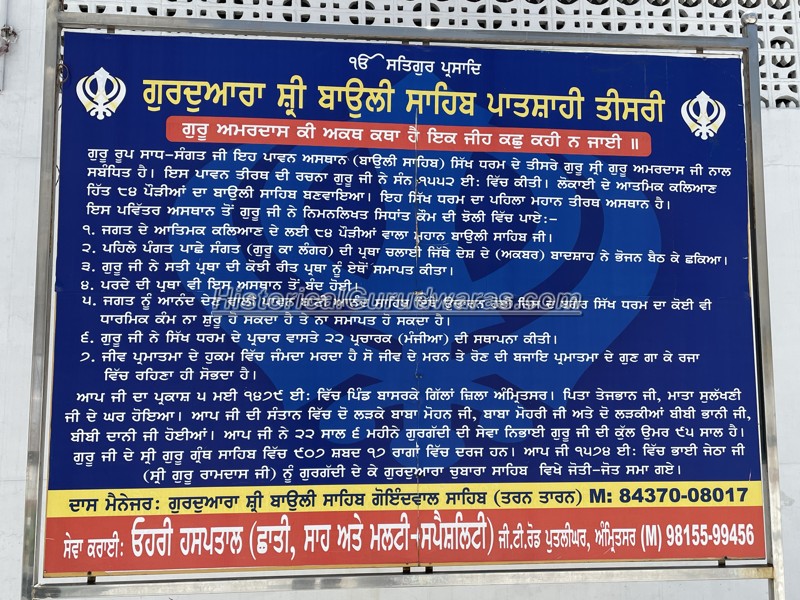 ੴ ਸਤਿਗੁਰ ਪ੍ਰਸਾਦਿ
ਗੁਰਦੁਆਰਾ ਸ਼੍ਰੀ ਬਾਉਲੀ ਸਾਹਿਬ ਪਾਤਸ਼ਾਹੀ ਤੀਸਰੀ
ਗੁਰੂ ਅਮਰਦਾਸ ਕੀ ਅਕਥ ਕਥਾ ਹੈ ਇਕ ਜੀਹ ਕਛੁ ਕਹੀ ਨ ਜਾਈ ॥
ਗੁਰੂ ਰੂਪ ਸਾਧ-ਸੰਗਤ ਜੀ ਇਹ ਪਾਵਨ ਅਸਥਾਨ (ਬਾਉਲੀ ਸਾਹਿਬ) ਸਿੱਖ ਧਰਮ ਦੇ ਤੀਸਰੇ ਗੁਰੂ ਸ੍ਰੀ ਗੁਰੂ ਅਮਰਦਾਸ ਜੀ ਨਾਲ
ਸਬੰਧਿਤ ਹੈ। ਇਸ ਪਾਵਨ ਤੀਰਥ ਦੀ ਰਚਨਾ ਗੁਰੂ ਜੀ ਨੇ ਸੰਨ ੧੫੫੨ ਈ: ਵਿੱਚ ਕੀਤੀ। ਲੋਕਾਈ ਦੇ ਆਤਮਿਕ ਕਲਿਆਣ
ਹਿੱਤ ੮੪ ਪੌੜੀਆਂ ਦਾ ਬਾਉਲੀ ਸਾਹਿਬ ਬਣਵਾਇਆ। ਇਹ ਸਿੱਖ ਧਰਮ ਦਾ ਪਹਿਲਾ ਮਹਾਨ ਤੀਰਥ ਅਸਥਾਨ ਹੈ।
ਇਸ ਪਵਿੱਤਰ ਅਸਥਾਨ ਤੋਂ ਗੁਰੂ ਜੀ ਨੇ ਨਿਮਨਲਿਖਤ ਸਿਧਾਂਤ ਕੌਮ ਦੀ ਝੋਲੀ ਵਿੱਚ ਪਾਏ:-
੧. ਜਗਤ ਦੇ ਆਤਮਿਕ ਕਲਿਆਣ ਦੇ ਲਈ ੮੪ ਪੌੜੀਆਂ ਵਾਲਾ ਮਹਾਨ ਬਾਉਲੀ ਸਾਹਿਬ ਜੀ।
੨. ਪਹਿਲੇ ਪੰਗਤ ਪਾਛੇ ਸੰਗਤ (ਗੁਰੂ ਕਾ ਲੰਗਰ) ਦੀ ਪ੍ਰਥਾ ਚਲਾਈ ਜਿੱਥੇ ਦੇਸ਼ ਦੇ (ਅਕਬਰ) ਬਾਦਸ਼ਾਹ ਨੇ ਭੋਜਨ ਬੈਠ ਕੇ ਛਕਿਆ।
੩. ਗੁਰੂ ਜੀ ਨੇ ਸਤੀ ਪ੍ਰਥਾ ਦੀ ਕੋਝੀ ਰੀਤ ਪ੍ਰਥਾ ਨੂੰ ਏਥੋਂ ਸਮਾਪਤ ਕੀਤਾ।
੪. ਪਰਦੇ ਦੀ ਪ੍ਰਥਾ ਵੀ ਇਸ ਅਸਥਾਨ ਤੋਂ ਬੰਦ ਹੋਈ।
HistoricalGurudwaras.com
੫. ਜਗਤ ਨੂੰ ਆਨੰਦ ਦੇਣ ਵਾਲੀ ਸਿੱਖ ਧਰਮ ਦਾ ਕੋਈ ਵੀ
ਧਾਰਮਿਕ ਕੰਮ ਨਾ ਸ਼ੁਰੂ ਹੋ ਸਕਦਾ ਹੈ ਤੇ ਨਾ ਸਮਾਪਤ ਹੋ ਸਕਦਾ ਹੈ।
੬. ਗੁਰੂ ਜੀ ਨੇ ਸਿੱਖ ਧਰਮ ਦੇ ਪ੍ਰਚਾਰ ਵਾਸਤੇ ੨੨ ਪ੍ਰਚਾਰਕ (ਮੰਜੀਆ) ਦੀ ਸਥਾਪਨਾ ਕੀਤੀ।
੭. ਜੀਵ ਪ੍ਰਮਾਤਮਾ ਦੇ ਹੁਕਮ ਵਿੱਚ ਜੰਮਦਾ ਮਰਦਾ ਹੈ ਸੋ ਜੀਵ ਦੇ ਮਰਨ ਤੇ ਰੋਣ ਦੀ ਬਜਾਇ ਪ੍ਰਮਾਤਮਾ ਦੇ ਗੁਣ ਗਾ ਕੇ ਰਜਾ
ਵਿੱਚ ਰਹਿਣਾ ਹੀ ਸੋਭਦਾ ਹੈ।
ਆਪ ਜੀ ਦਾ ਪ੍ਰਕਾਸ਼ ੫ ਮਈ ੧੪੭੯ ਈ: ਵਿੱਚ ਪਿੰਡ ਬਾਸਰਕੇ ਗਿੱਲਾਂ ਜ਼ਿਲਾ ਅੰਮ੍ਰਿਤਸਰ। ਪਿਤਾ ਤੇਜਭਾਨ ਜੀ, ਮਾਤਾ ਸੁਲੱਖਣੀ
ਜੀ ਦੇ ਘਰ ਹੋਇਆ। ਆਪ ਜੀ ਦੀ ਸੰਤਾਨ ਵਿੱਚ ਦੋ ਲੜਕੇ ਬਾਬਾ ਮੋਹਨ ਜੀ, ਬਾਬਾ ਮੋਹਰੀ ਜੀ ਅਤੇ ਦੋ ਲੜਕੀਆਂ ਬੀਬੀ ਭਾਨੀ ਜੀ,
ਬੀਬੀ ਦਾਨੀ ਜੀ ਹੋਈਆਂ। ਆਪ ਜੀ ਨੇ ੨੨ ਸਾਲ ੬ ਮਹੀਨੇ ਗੁਰਗੱਦੀ ਦੀ ਸੇਵਾ ਨਿਭਾਈ ਗੁਰੂ ਜੀ ਦੀ ਕੁੱਲ ਉਮਰ ੯੫ ਸਾਲ ਹੈ।
ਗੁਰੂ ਜੀ ਦੇ ਸ੍ਰੀ ਗੁਰੂ ਗ੍ਰੰਥ ਸਾਹਿਬ ਵਿੱਚ ੯੦੭ ਸ਼ਬਦ ੧੭ ਰਾਗਾਂ ਵਿੱਚ ਦਰਜ ਹਨ। ਆਪ ਜੀ ੧੫੭੪ ਈ: ਵਿੱਚ ਭਾਈ ਜੇਠਾ ਜੀ
(ਸ੍ਰੀ ਗੁਰੂ ਰਾਮਦਾਸ ਜੀ) ਨੂੰ ਗੁਰਗੱਦੀ ਦੇ ਕੇ ਗੁਰਦੁਆਰਾ ਚੁਬਾਰਾ ਸਾਹਿਬ ਵਿਖੇ ਜੋਤੀ-ਜੋਤ ਸਮਾ ਗਏ।
ਦਾਸ ਮੈਨੇਜਰ: ਗੁਰਦੁਆਰਾ ਸ਼੍ਰੀ ਬਾਉਲੀ ਸਾਹਿਬ ਗੋਇੰਦਵਾਲ ਸਾਹਿਬ (ਤਰਨ ਤਾਰਨ) M: 84370-08017
ਸੇਵਾ ਕਰਾਈ: ਓਹਰੀ ਹਸਪਤਾਲ (ਛਾਤੀ, ਸਾਹ ਅਤੇ ਮਲਟੀ-ਸਪੈਸ਼ਲਿਟੀ) ਜੀ.ਟੀ.ਰੋਡ ਪੁਤਲੀਘਰ, ਅੰਮ੍ਰਿਤਸਰ (M) 98155-99456